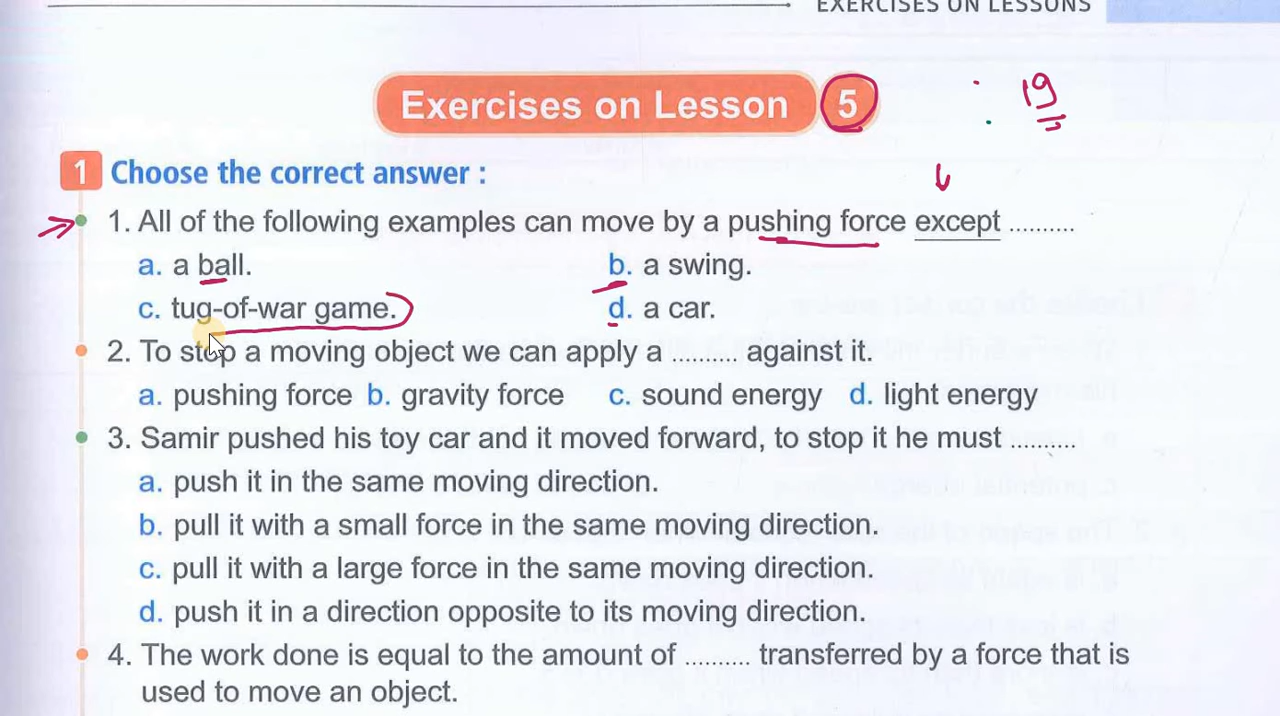 EXERCISES ON LESSONS
Exercises on Lesson 5
19
1 Choose the correct answer :
1. All of the following examples can move by a pushing force except ..........
a. a ball. b. a swing.
c. tug-of-war game. d. a car.
2. To stop a moving object we can apply a .......... against it.
a. pushing force b. gravity force c. sound energy d. light energy
3. Samir pushed his toy car and it moved forward, to stop it he must ..........
a. push it in the same moving direction.
b. pull it with a small force in the same moving direction.
c. pull it with a large force in the same moving direction.
d. push it in a direction opposite to its moving direction.
4. The work done is equal to the amount of .......... transferred by a force that is
used to move an object.